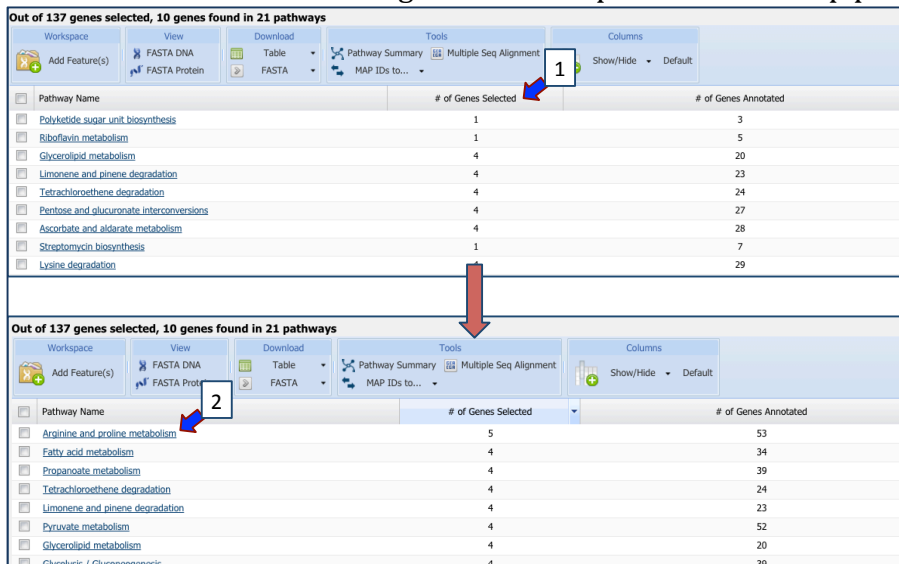 Out of 137 genes selected, 10 genes found in 21 pathways
Workspace View Download Tools Columns
Add Feature(s) FASTA DNA Table Pathway Summary Multiple Seq Alignment Show/Hide Default
FASTA Protein FASTA MAP IDs to...
1
Pathway Name # of Genes Selected # of Genes Annotated
Polyketide sugar unit biosynthesis 1 3
Riboflavin metabolism 1 5
Glycerolipid metabolism 4 20
Limonene and pinene degradation 4 23
Tetrachloroethene degradation 4 24
Pentose and glucuronate interconversions 4 27
Ascorbate and aldarate metabolism 4 28
Streptomycin biosynthesis 1 7
Lysine degradation 29
Out of 137 genes selected, 10 genes found in 21 pathways
Workspace View Download Tools Columns
Add Feature(s) FASTA DNA Table Pathway Summary Multiple Seq Alignment Show/Hide Default
FASTA FASTA MAP IDs to...
2
Pathway Name # of Genes Selected # of Genes Annotated
Arginine and proline metabolism 5 53
Fatty acid metabolism 4 34
Propanoate metabolism 4 39
Tetrachloroethene degradation 4 24
Limonene and pinene degradation 4 23
Pyruvate metabolism 4 52
Glycerolipid metabolism 4 20